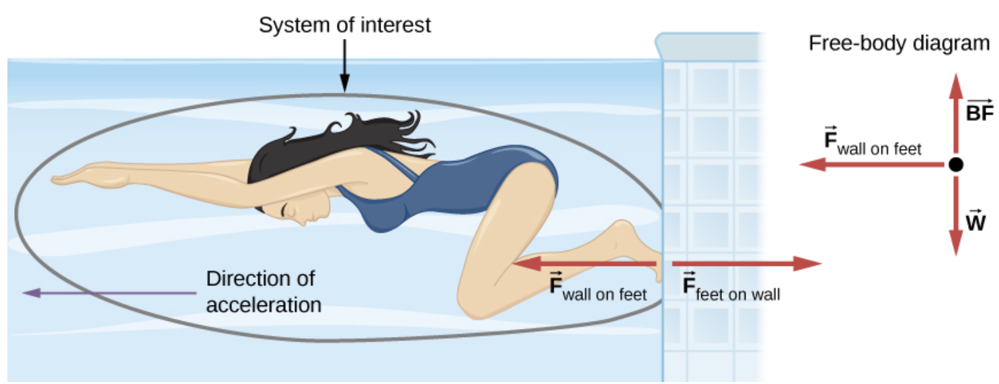 System of interest
Free-body diagram
BF
F wall on feet
W
Direction of
acceleration
F wall on feet
F feet on wall